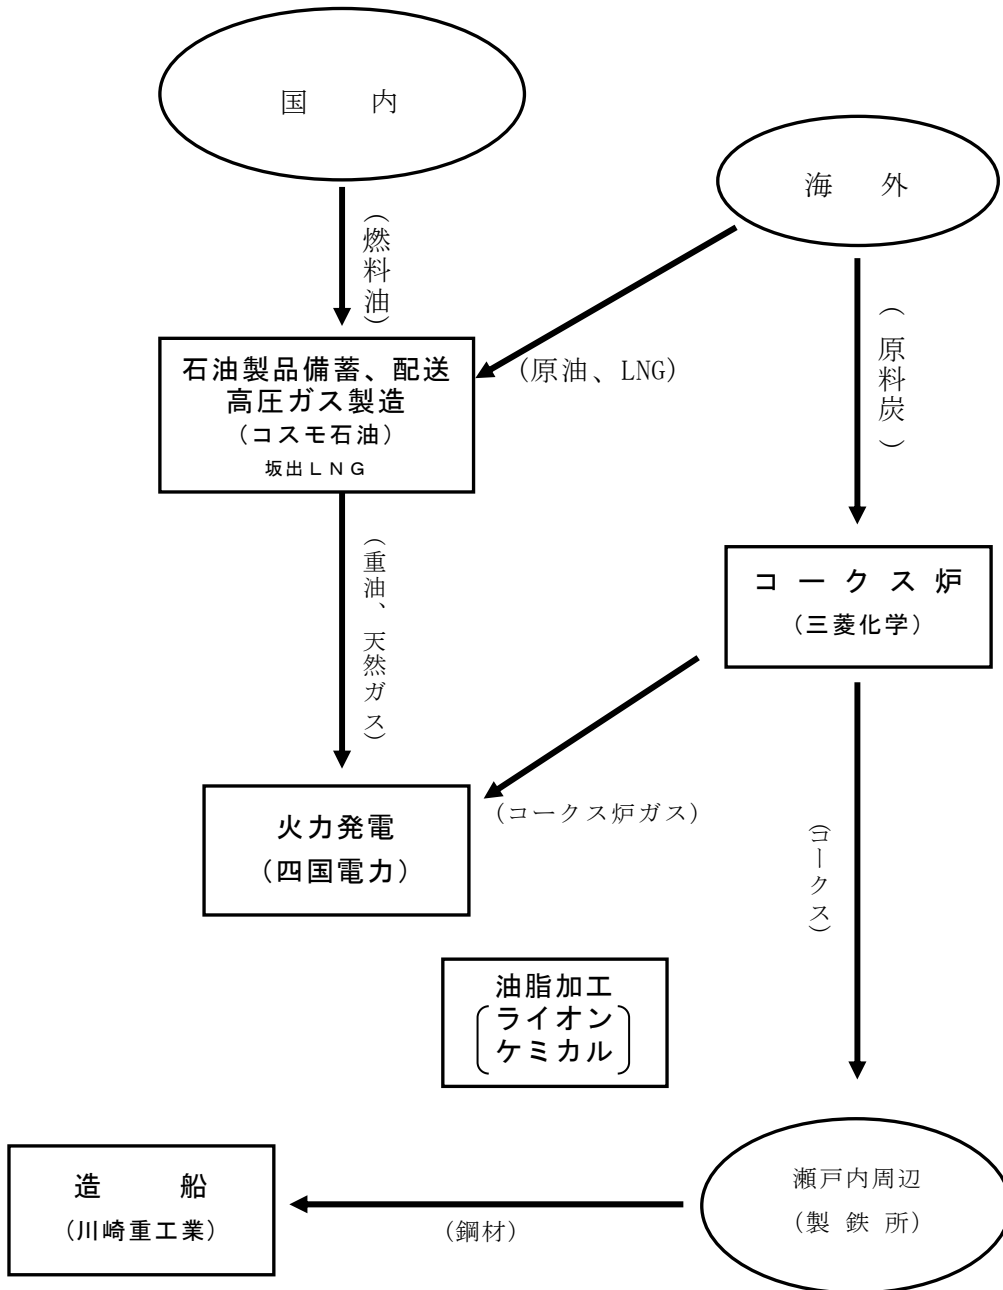 国　内
海　外
（燃料油）
（原油、LNG）
（原料炭）
石油製品備蓄、配送
高圧ガス製造
（コスモ石油）
坂出ＬＮＧ
（重油、天然ガス）
コークス炉
（三菱化学）
（コークス炉ガス）
火力発電
（四国電力）
（コークス）
油脂加工
ライオン
ケミカル
造　船
（川崎重工業）
（鋼材）
瀬戸内周辺
（製鉄所）